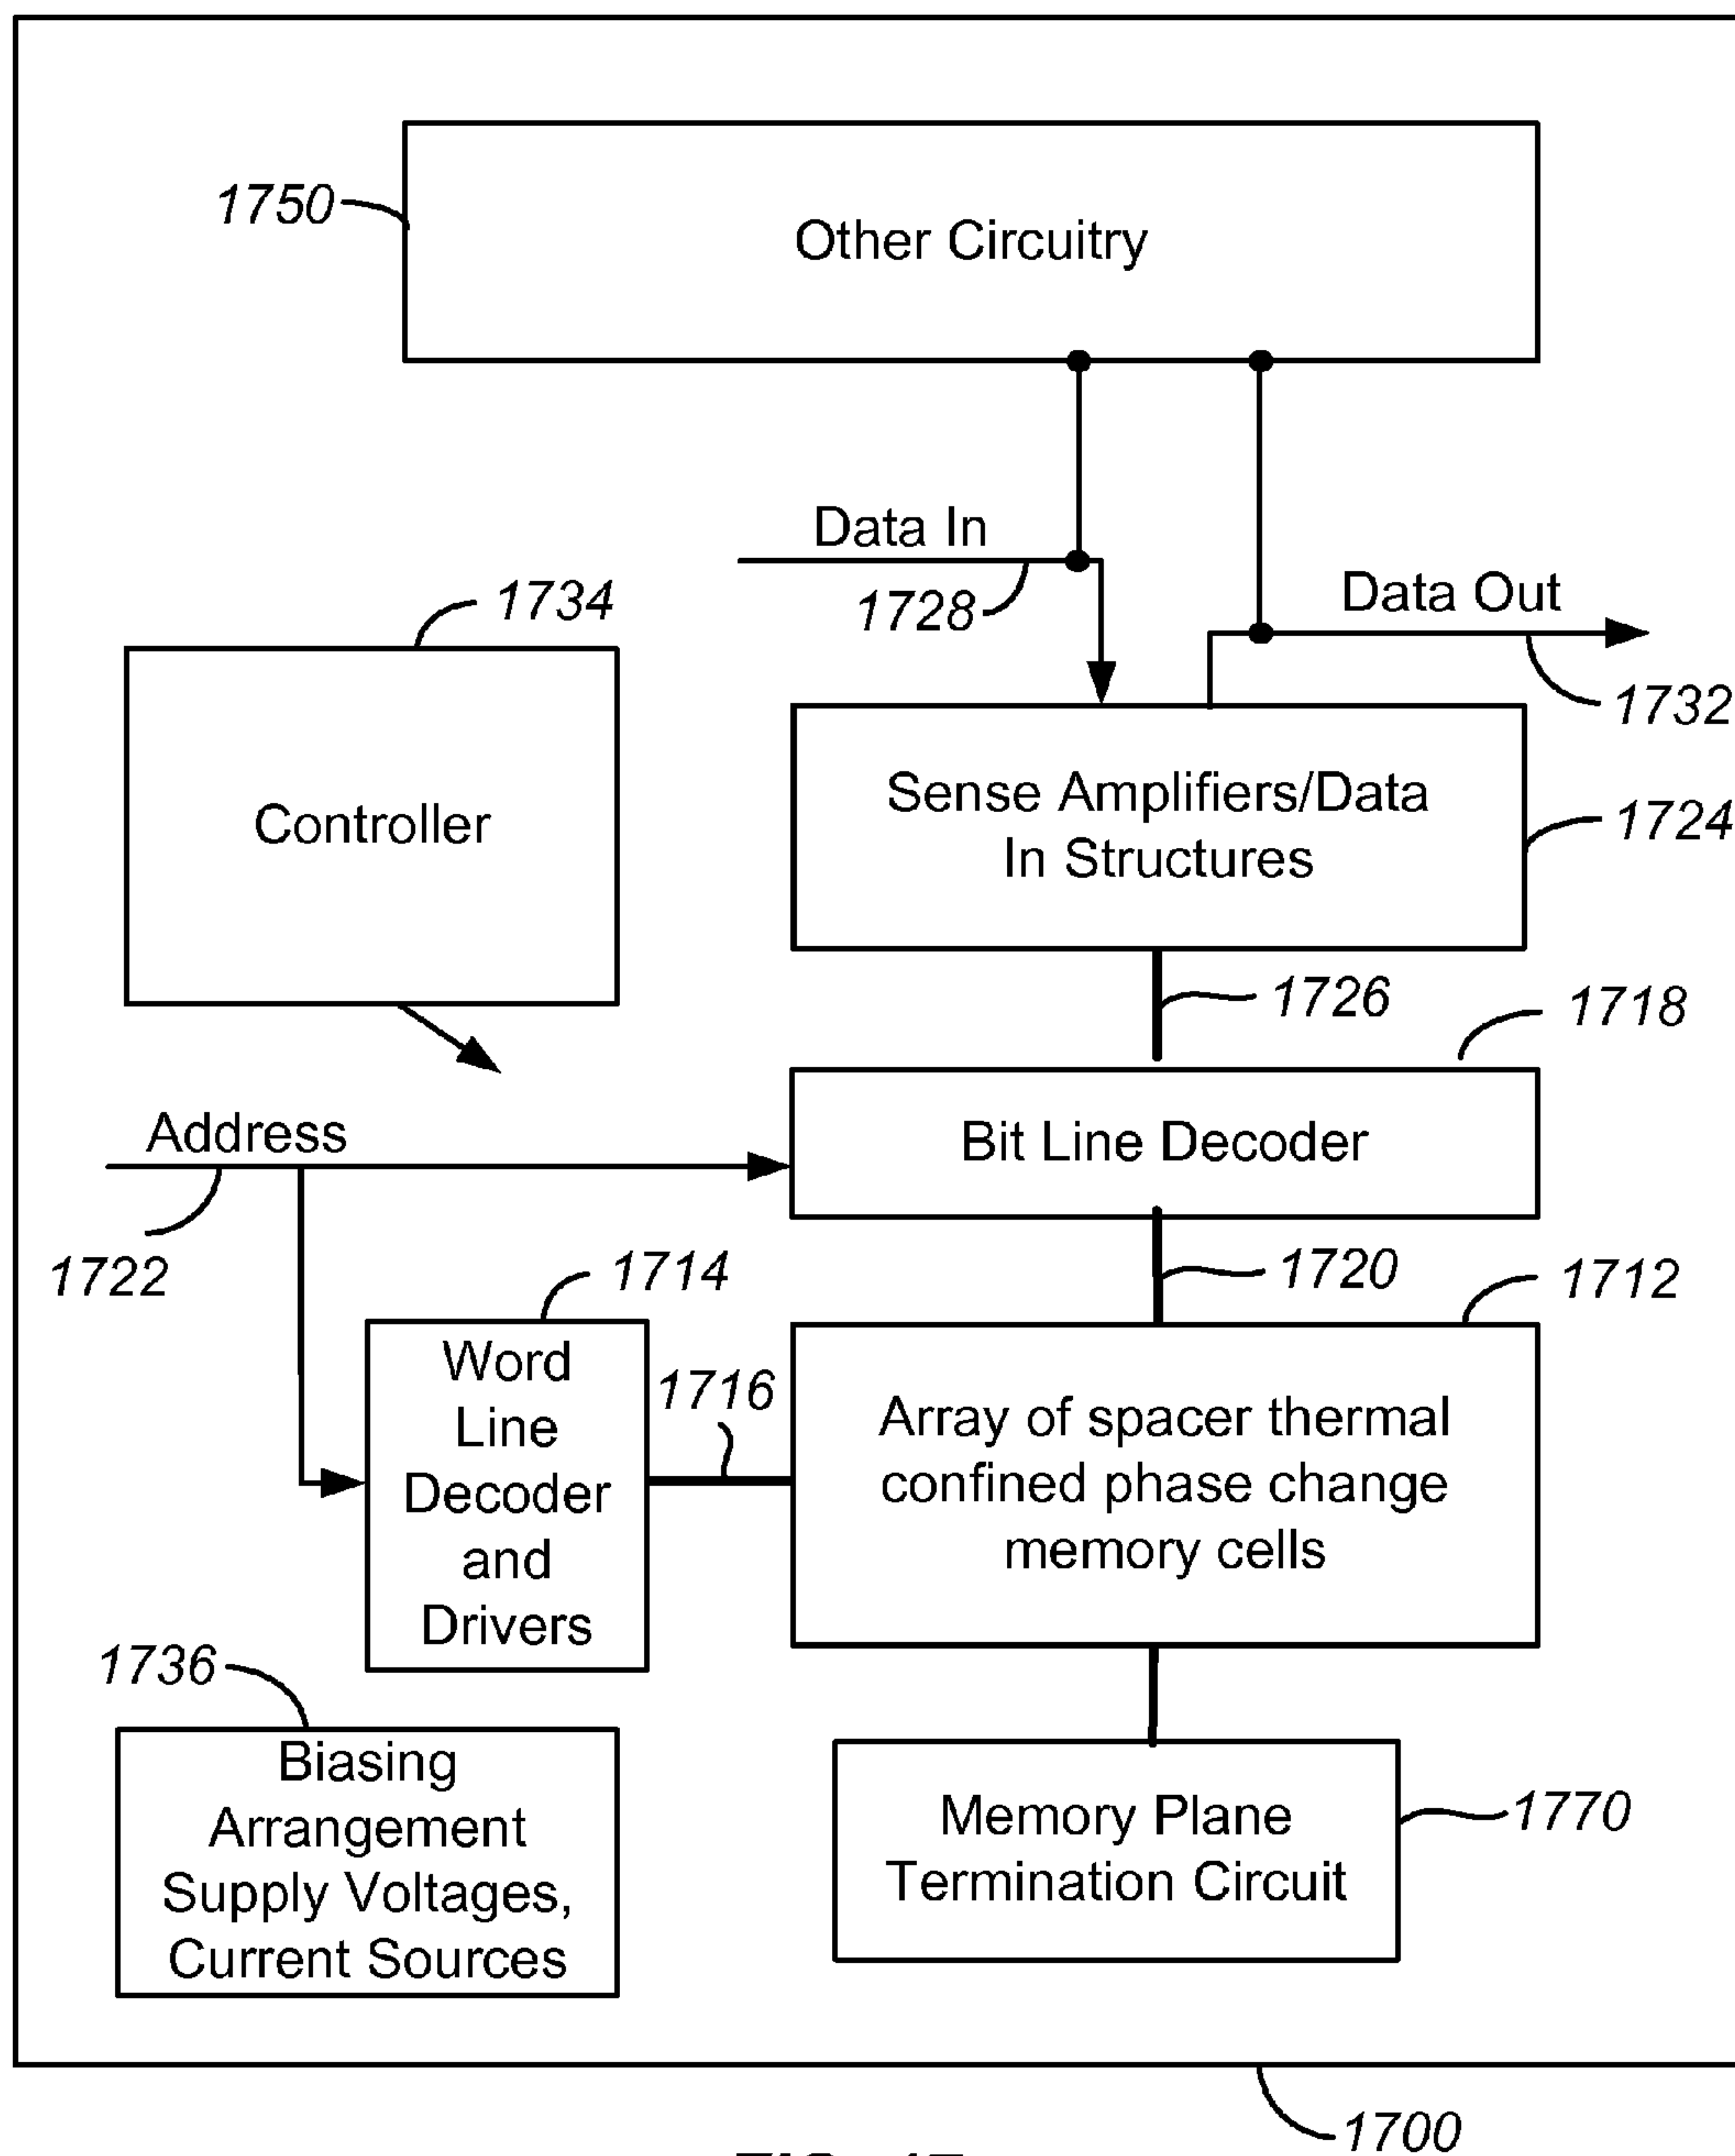 1750
Other Circuitry
Data In
1728
Data Out
1732
1734
Controller
Sense Amplifiers/Data
In Structures
1724
1726
1718
Address
Bit Line Decoder
1722
1714
1720
1712
Word
Line
Decoder
and
Drivers
1716
Array of spacer thermal
confined phase change
memory cells
1736
Biasing
Arrangement
Supply Voltages,
Current Sources
Memory Plane
Termination Circuit
1770
1700